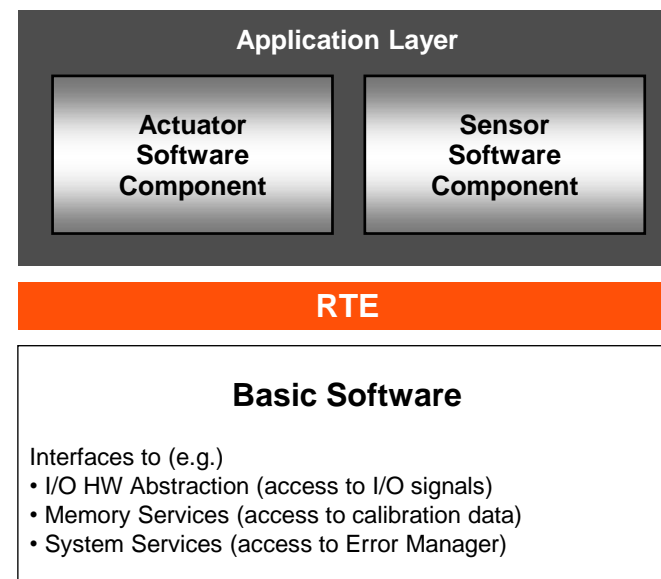 Application Layer
Actuator
Software
Component
Sensor
Software
Component
RTE
Basic Software
Interfaces to (e.g.)
• I/O HW Abstraction (access to I/O signals)
• Memory Services (access to calibration data)
• System Services (access to Error Manager)